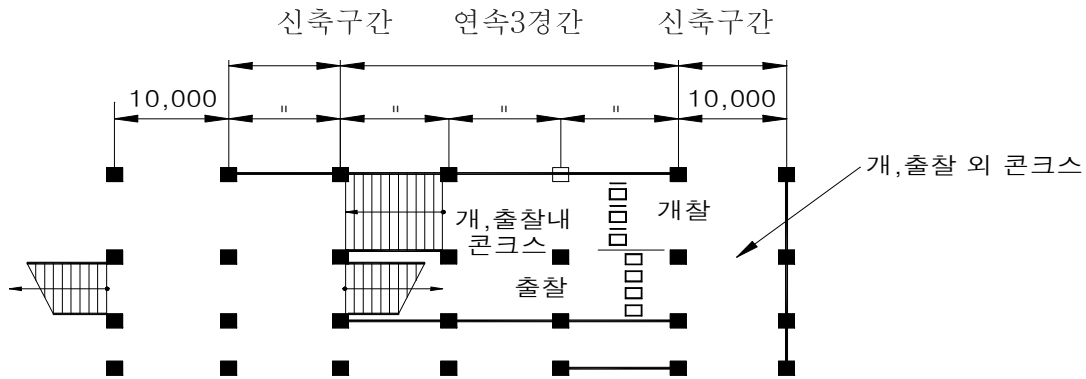 신축구간 연속3경간 신축구간
10,000 " " " " 10,000
개,출찰 외 콘크스
개찰
개,출찰내
콘크스
출찰